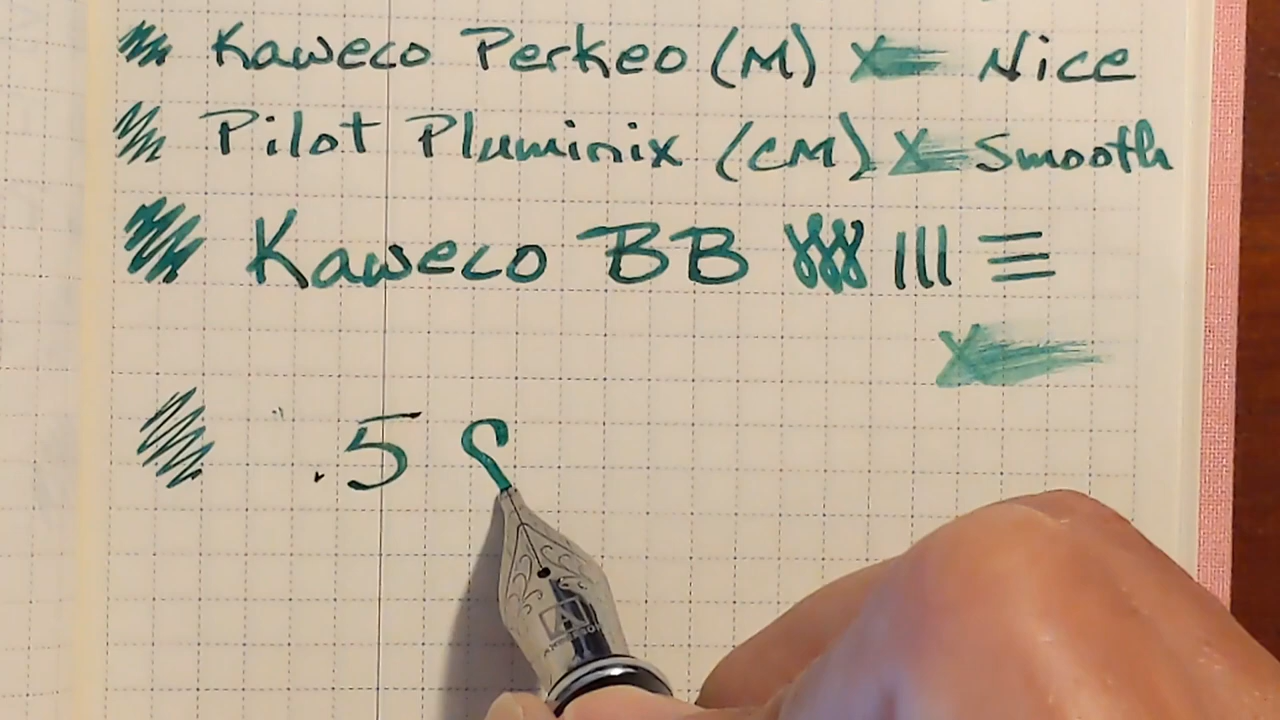 Kaweco Perkeo (M) X Nice
Pilot Pluminix (CM) X Smooth
Kaweco BB
X
.5
A